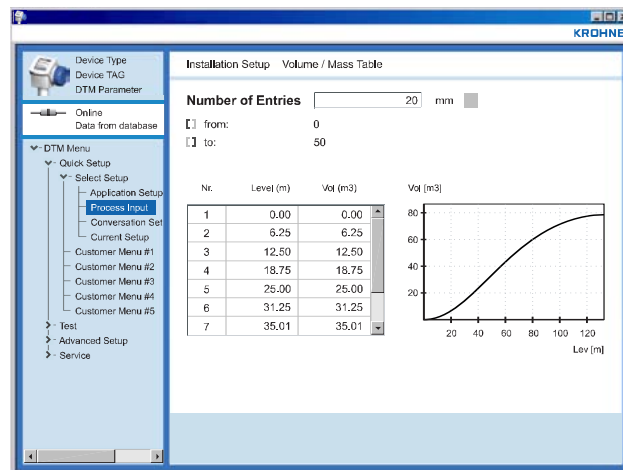 KROHNE
Device Type
Device TAG
DTM Parameter
Online
Data from database
DTM Menu
Quick Setup
Select Setup
Application Setup
Process Input
Conversation Set
Current Setup
Customer Menu #1
Customer Menu #2
Customer Menu #3
Customer Menu #4
Customer Menu #5
Test
Advanced Setup
Service
Installation Setup Volume / Mass Table
Number of Entries 20 mm
from: 0
to: 50
Nr. Level (m) Vol (m3)
1 0.00 0.00
2 6.25 6.25
3 12.50 12.50
4 18.75 18.75
5 25.00 25.00
6 31.25 31.25
7 35.01 35.01
Vol [m3]
80
60
40
20
20 40 60 80 100 120
Lev [m]